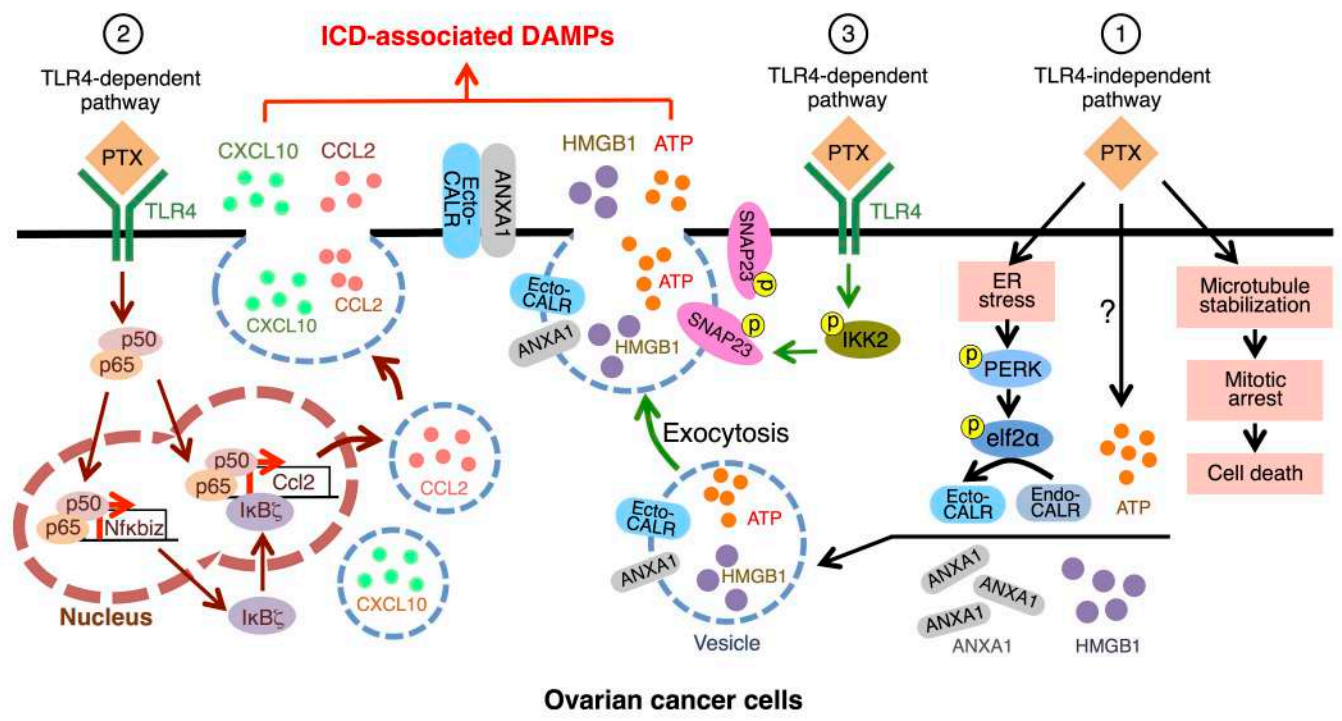 ②
TLR4-dependent
pathway
PTX
TLR4
p50
p65
p50
p65
Nfκbiz
p50
p65
Ccl2
IκBζ
IκBζ
Nucleus
ICD-associated DAMPs
CXCL10
CCL2
CCL2
CXCL10
CCL2
CXCL10
Ecto-
CALR
ANXA1
HMGB1
ATP
ATP
Ecto-
CALR
ANXA1
HMGB1
SNAP23
p
SNAP23
p
Exocytosis
Ecto-
CALR
ATP
ANXA1
HMGB1
Vesicle
③
TLR4-dependent
pathway
PTX
TLR4
p
IKK2
①
TLR4-independent
pathway
PTX
ER
stress
p
PERK
p
elf2α
Ecto-
CALR
Endo-
CALR
?
ATP
Microtubule
stabilization
Mitotic
arrest
Cell death
ANXA1
ANXA1
ANXA1
ANXA1
HMGB1
Ovarian cancer cells